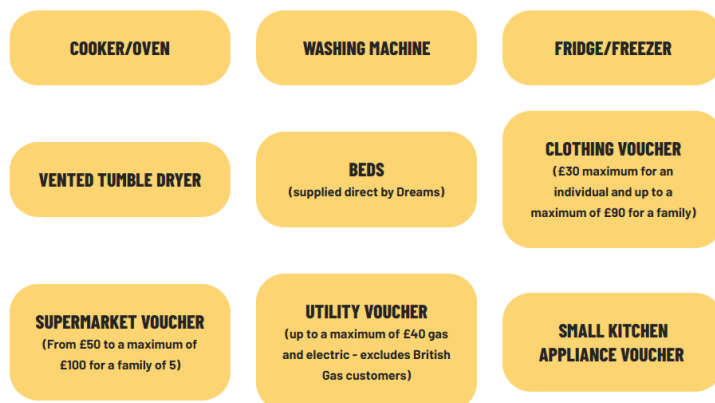 COOKER/OVEN
WASHING MACHINE
FRIDGE/FREEZER
VENTED TUMBLE DRYER
BEDS
(supplied direct by Dreams)
CLOTHING VOUCHER
(£30 maximum for an
individual and up to a
maximum of £90 for a family)
SUPERMARKET VOUCHER
(From £50 to a maximum of
£100 for a family of 5)
UTILITY VOUCHER
(up to a maximum of £40 gas
and electric - excludes British
Gas customers)
SMALL KITCHEN
APPLIANCE VOUCHER